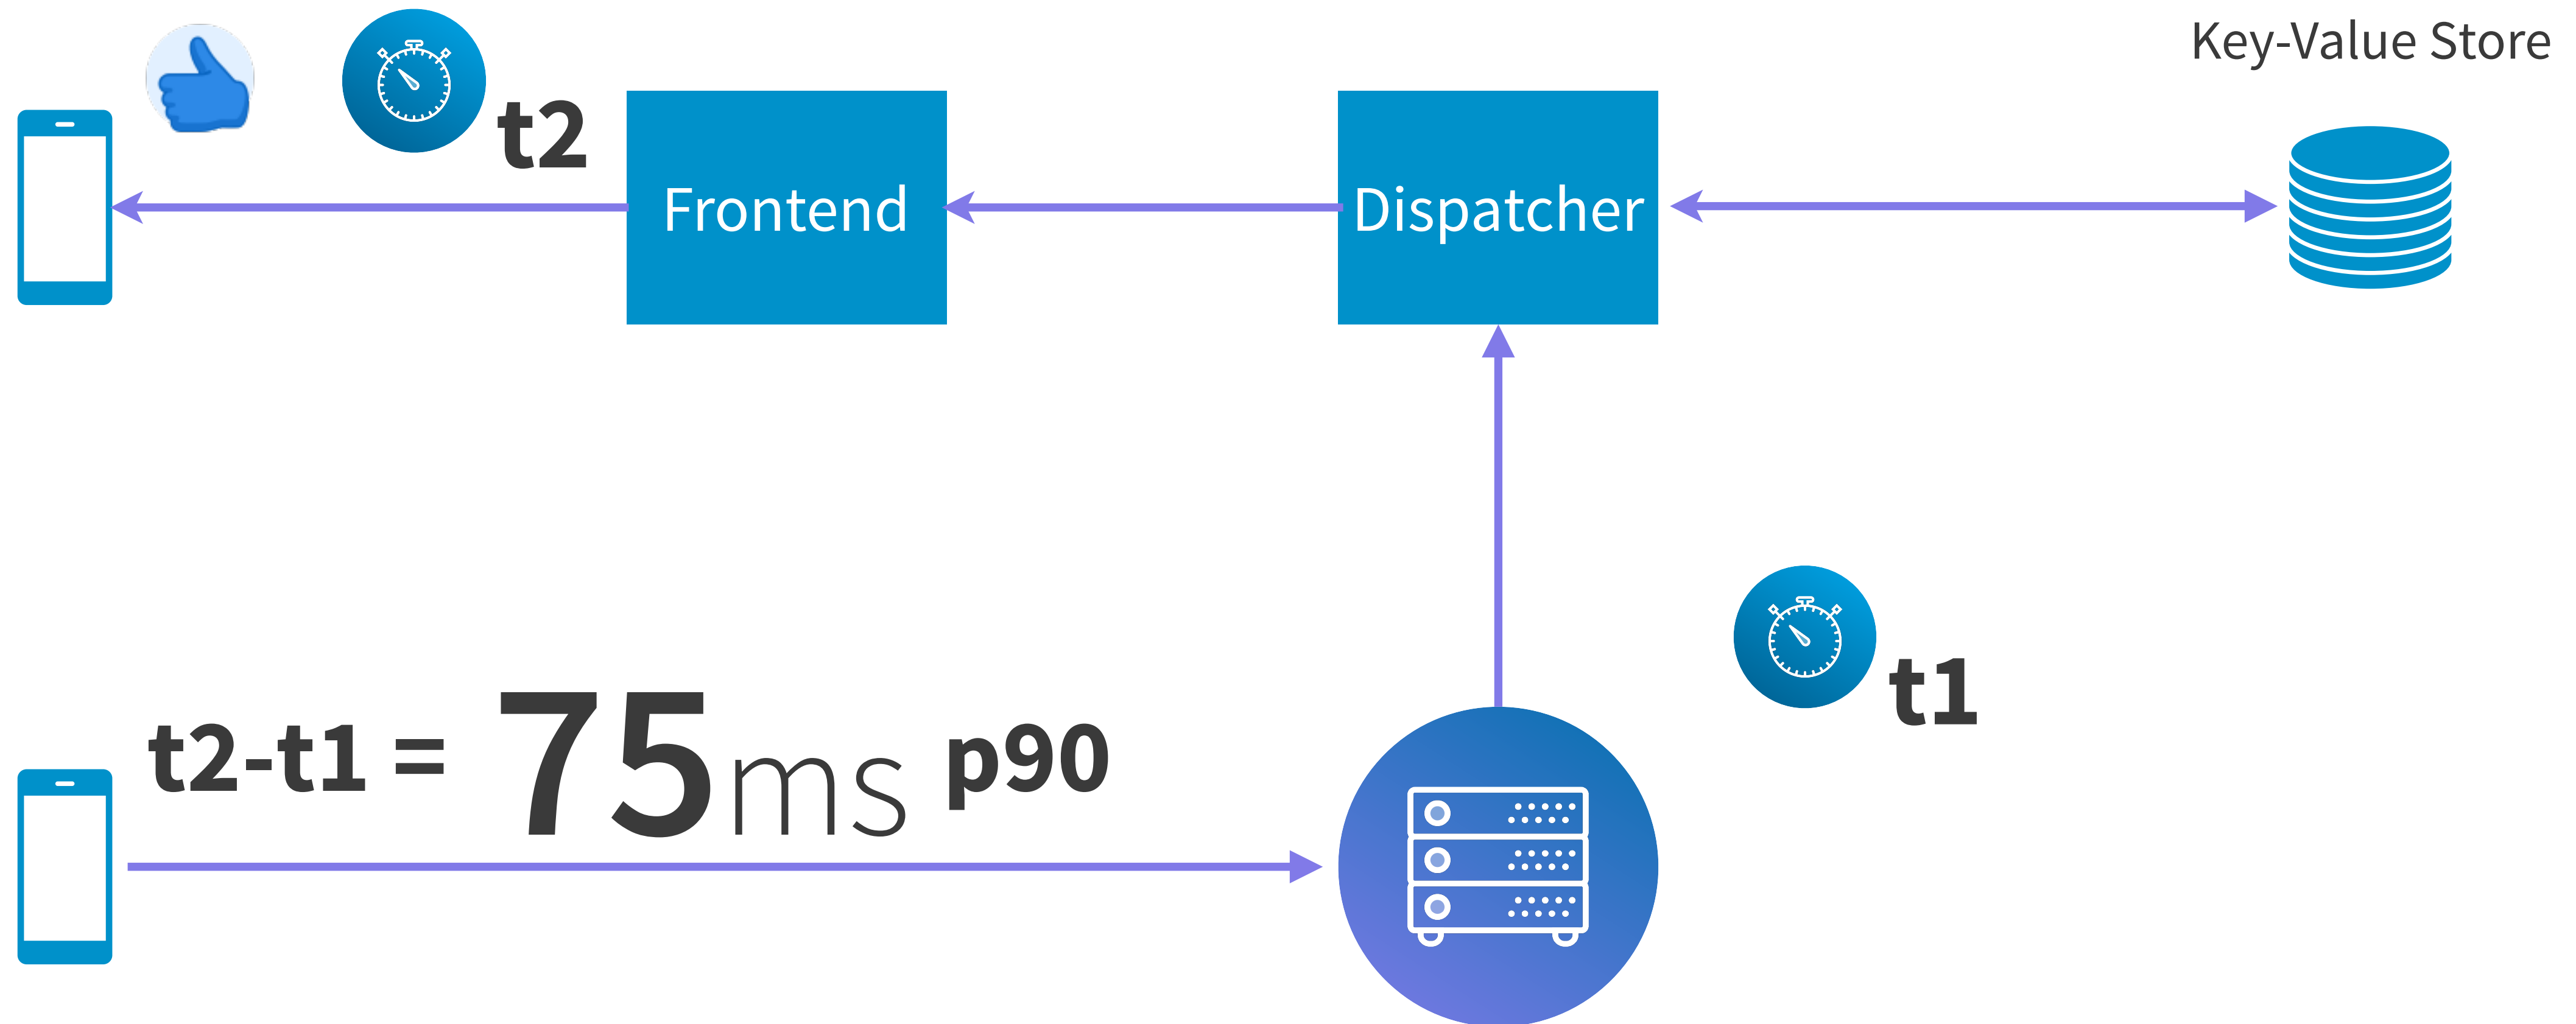 Key-Value Store
t2
Frontend
Dispatcher
t1
t2-t1 = 75ms p90